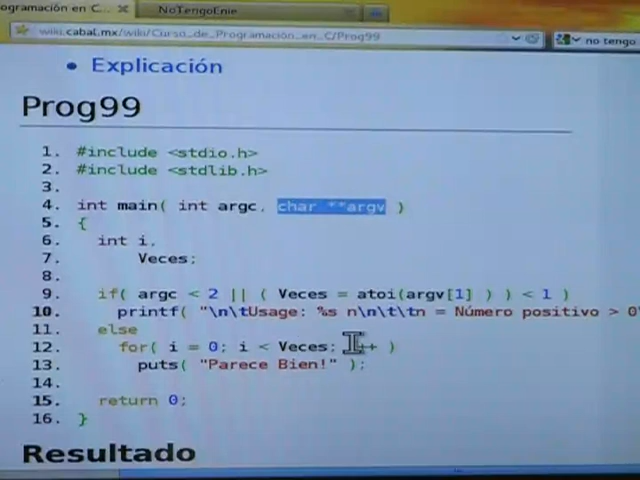 ogramación en C...
NoTengoEnie
wiki.cabal.mx/wiki/Curso_de_Programación_en_C/Prog99
no tengo
• Explicación
Prog99
1. #include <stdio.h>
2. #include <stdlib.h>
3.
4. int main( int argc, char **argv )
5. {
6. int i,
7. Veces;
8.
9. if( argc < 2 || ( Veces = atoi(argv[1] ) ) < 1 )
10. printf( "\n\tUsage: %s n\n\t\tn = Número positivo > 0
11. else
12. for( i = 0; i < Veces; ++ )
13. puts( "Parece Bien!" );
14.
15. return 0;
16. }
Resultado